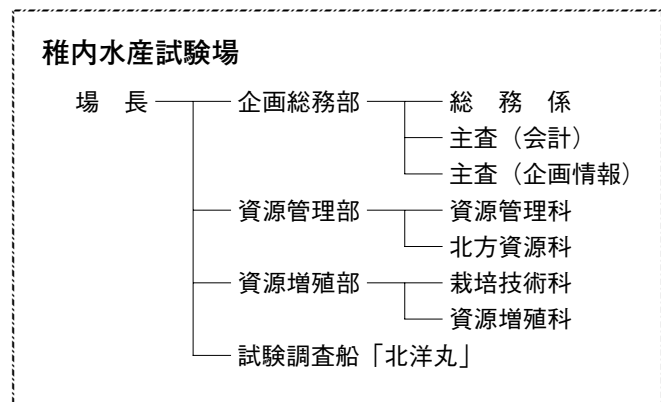 稚内水産試験場
場　長 企画総務部 総　務　係
主査（会計）
主査（企画情報）
資源管理部 資源管理科
北方資源科
資源増殖部 栽培技術科
資源増殖科
試験調査船「北洋丸」